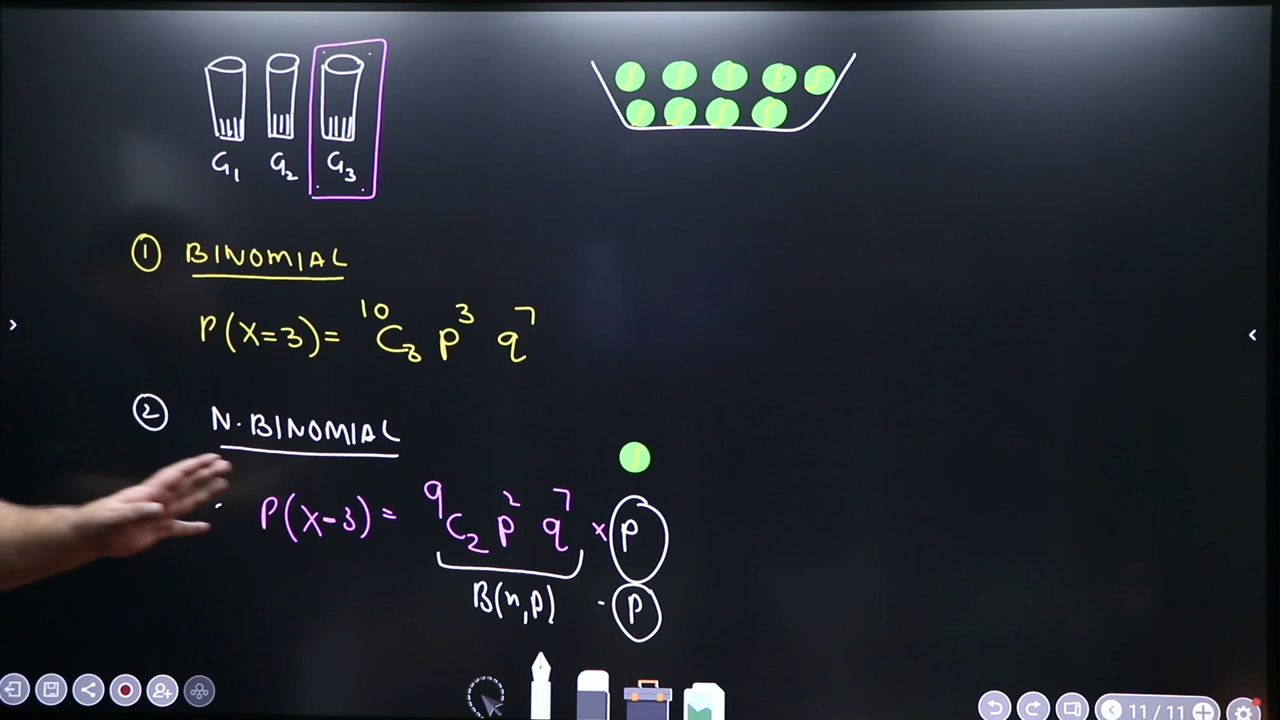 G₁ G₂ G₃
① BINOMIAL
P(X=3)= ¹⁰C₃ p³ q⁷
② N·BINOMIAL
P(X-3)= ⁹C₂ p² q⁷ × p
B(n,p) · p
11/11